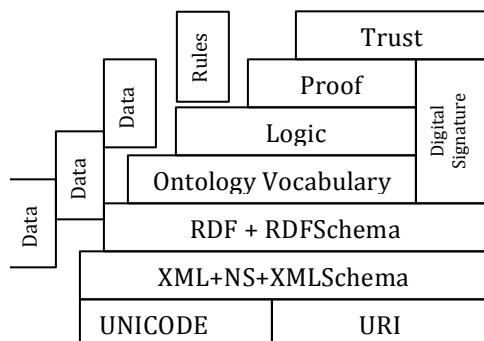 Trust
Rules
Proof
Data
Logic
Digital
Signature
Data
Ontology Vocabulary
Data
RDF + RDFSchema
XML+NS+XMLSchema
UNICODE
URI